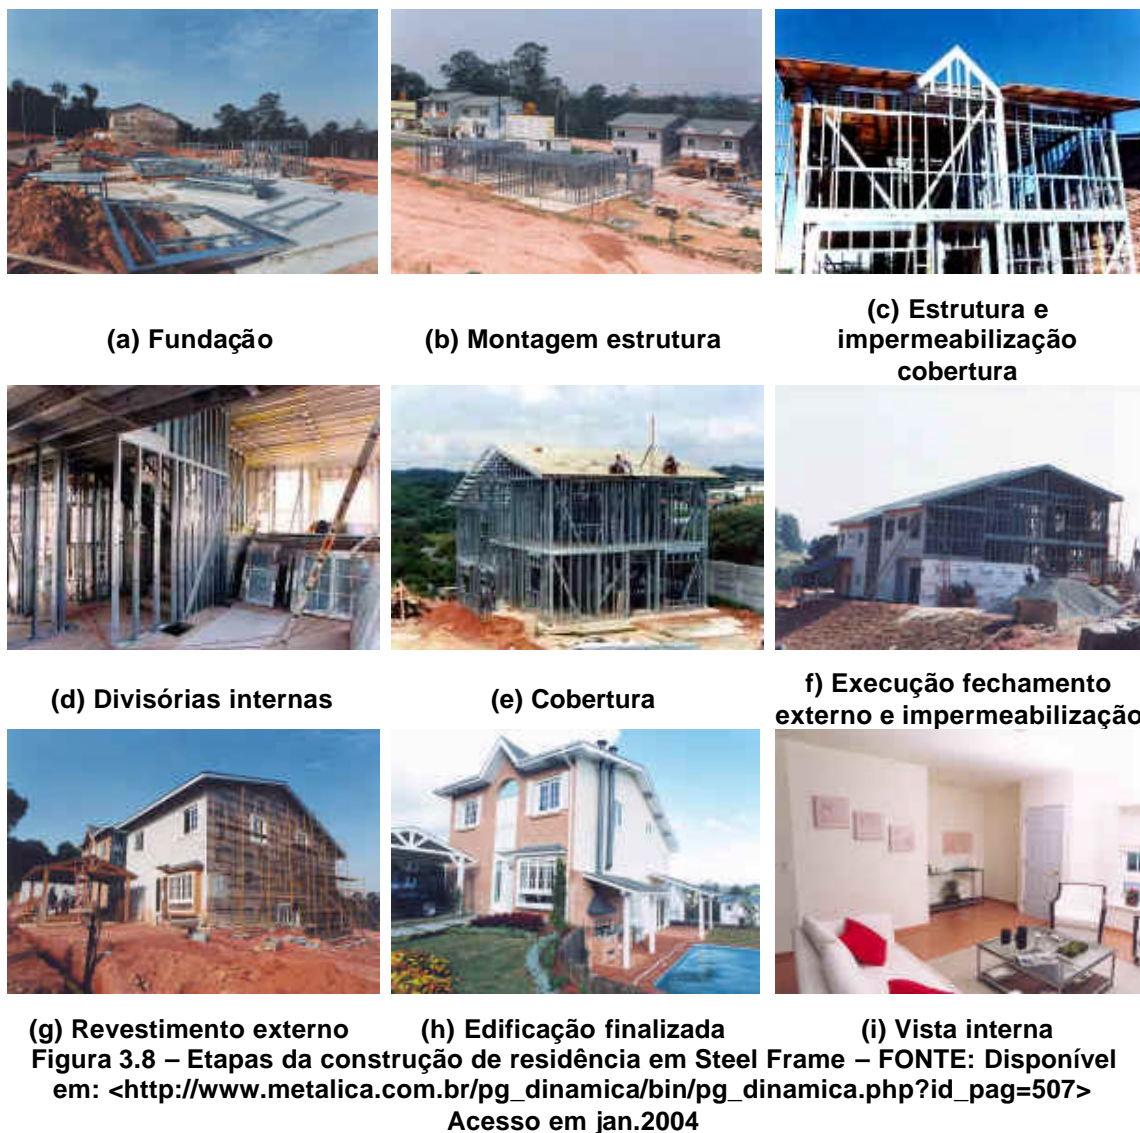 (a) Fundação
(b) Montagem estrutura
(c) Estrutura e
impermeabilização
cobertura
(d) Divisórias internas
(e) Cobertura
f) Execução fechamento
externo e impermeabilização
(g) Revestimento externo
(h) Edificação finalizada
(i) Vista interna
Figura 3.8 – Etapas da construção de residência em Steel Frame – FONTE: Disponível
em: <http://www.metalica.com.br/pg_dinamica/bin/pg_dinamica.php?id_pag=507>
Acesso em jan.2004